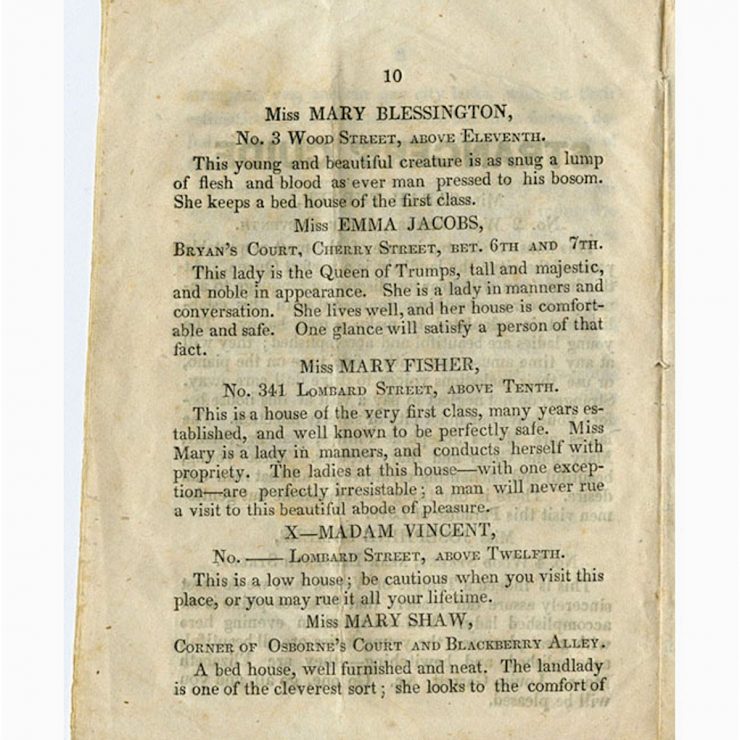 10
Miss MARY BLESSINGTON,
No. 3 Wood Street, above Eleventh.
This young and beautiful creature is as snug a lump
of flesh and blood as ever man pressed to his bosom.
She keeps a bed house of the first class.
Miss EMMA JACOBS,
Bryan's Court, Cherry Street, bet. 6th and 7th.
This lady is the Queen of Trumps, tall and majestic,
and noble in appearance. She is a lady in manners and
conversation. She lives well, and her house is comfort-
able and safe. One glance will satisfy a person of that
fact.
Miss MARY FISHER,
No. 341 Lombard Street, above Tenth.
This is a house of the very first class, many years es-
tablished, and well known to be perfectly safe. Miss
Mary is a lady in manners, and conducts herself with
propriety. The ladies at this house—with one excep-
tion—are perfectly irresistable; a man will never rue
a visit to this beautiful abode of pleasure.
X—MADAM VINCENT,
No. —— Lombard Street, above Twelfth.
This is a low house; be cautious when you visit this
place, or you may rue it all your lifetime.
Miss MARY SHAW,
Corner of Osborne's Court and Blackberry Alley.
A bed house, well furnished and neat. The landlady
is one of the cleverest sort; she looks to the comfort of